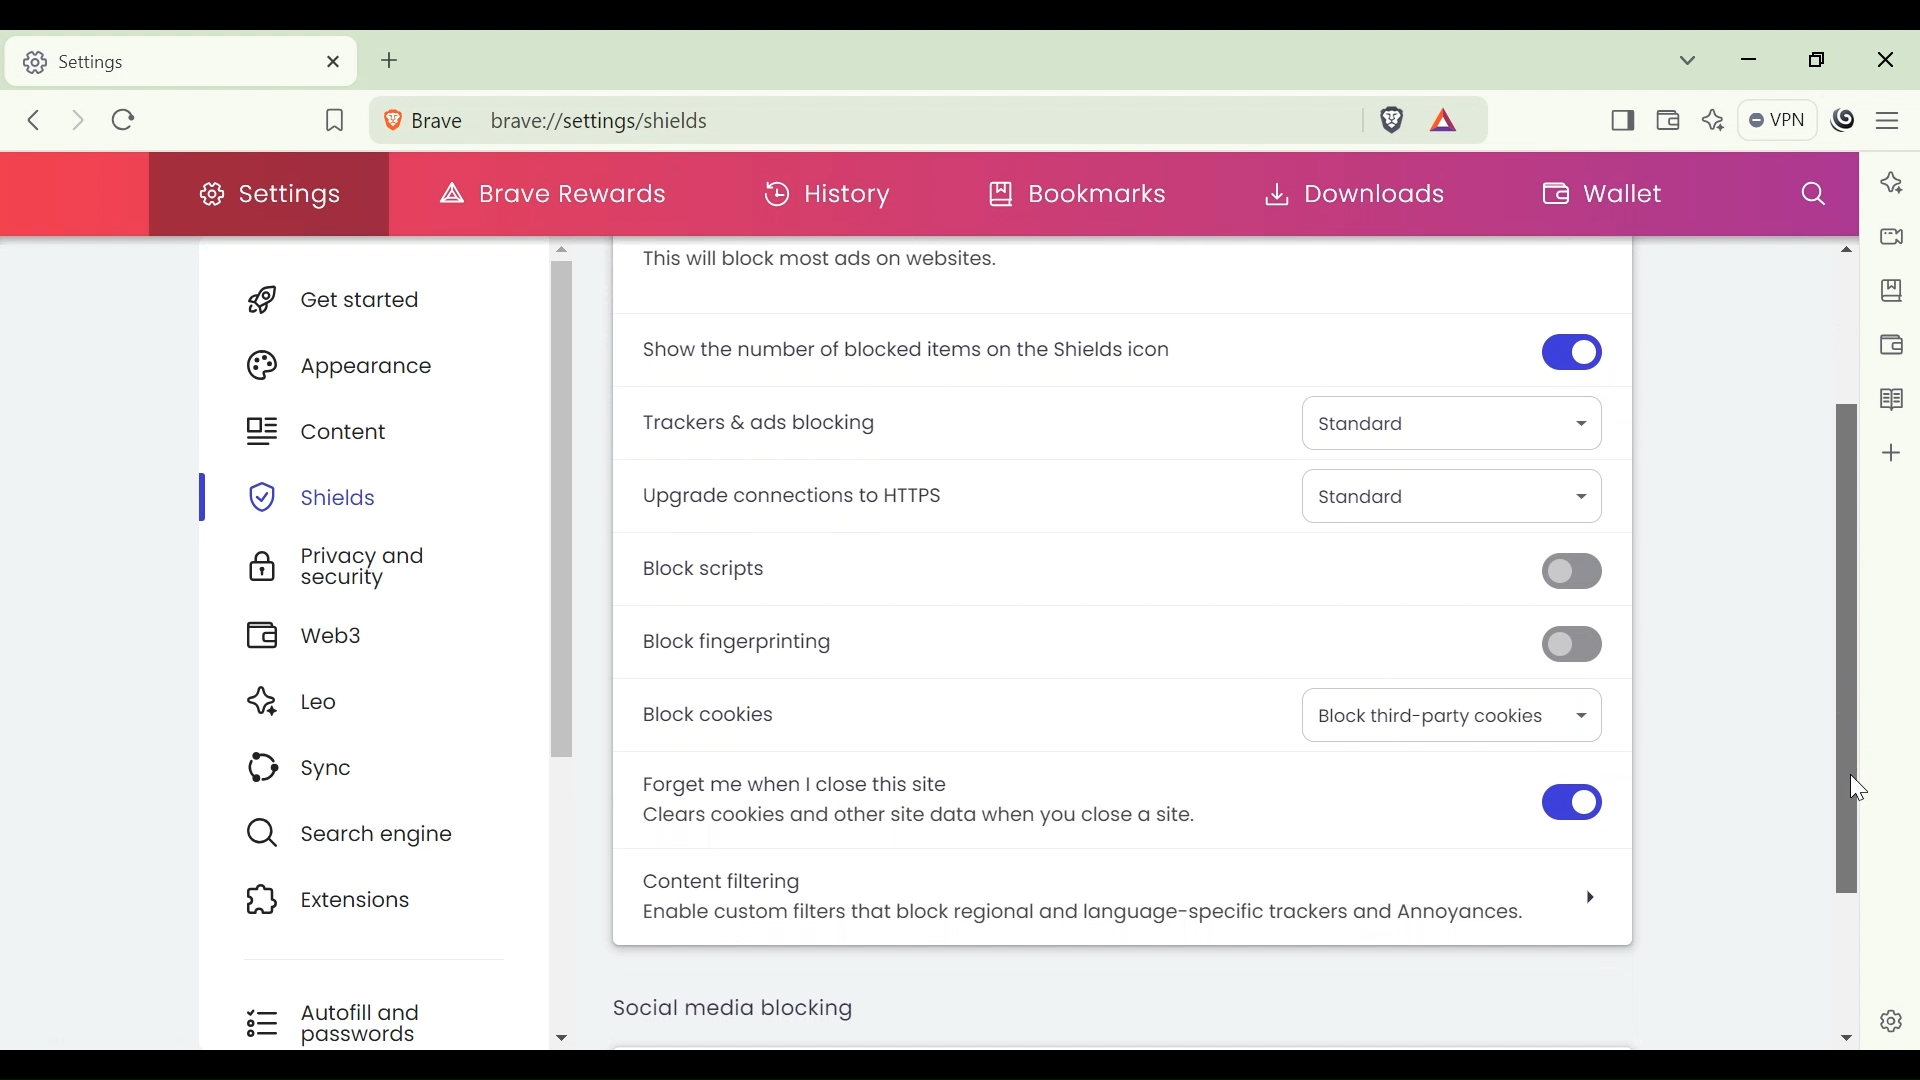 Settings
Brave brave://settings/shields
VPN
Settings Brave Rewards History Bookmarks Downloads Wallet
Get started
Appearance
Content
Shields
Privacy and
security
Web3
Leo
Sync
Search engine
Extensions
Autofill and
passwords
This will block most ads on websites.
Show the number of blocked items on the Shields icon
Trackers & ads blocking Standard
Upgrade connections to HTTPS Standard
Block scripts
Block fingerprinting
Block cookies Block third-party cookies
Forget me when I close this site
Clears cookies and other site data when you close a site.
Content filtering
Enable custom filters that block regional and language-specific trackers and Annoyances.
Social media blocking